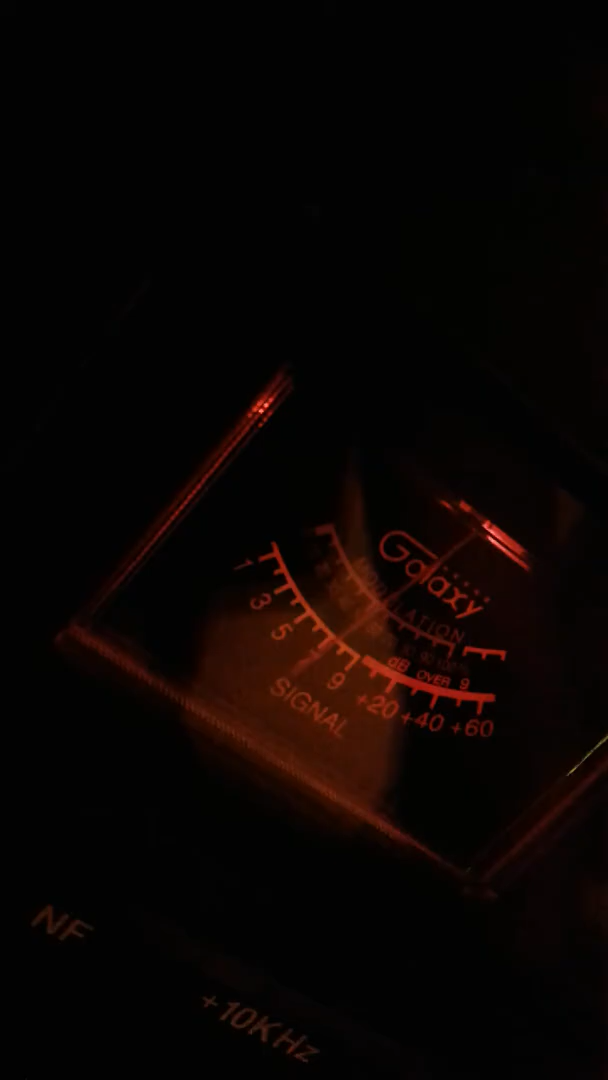 Galaxy
MODULATION
1 3 5 7 9 +20 +40 +60
dB OVER 9
SIGNAL
NF
+10KHz